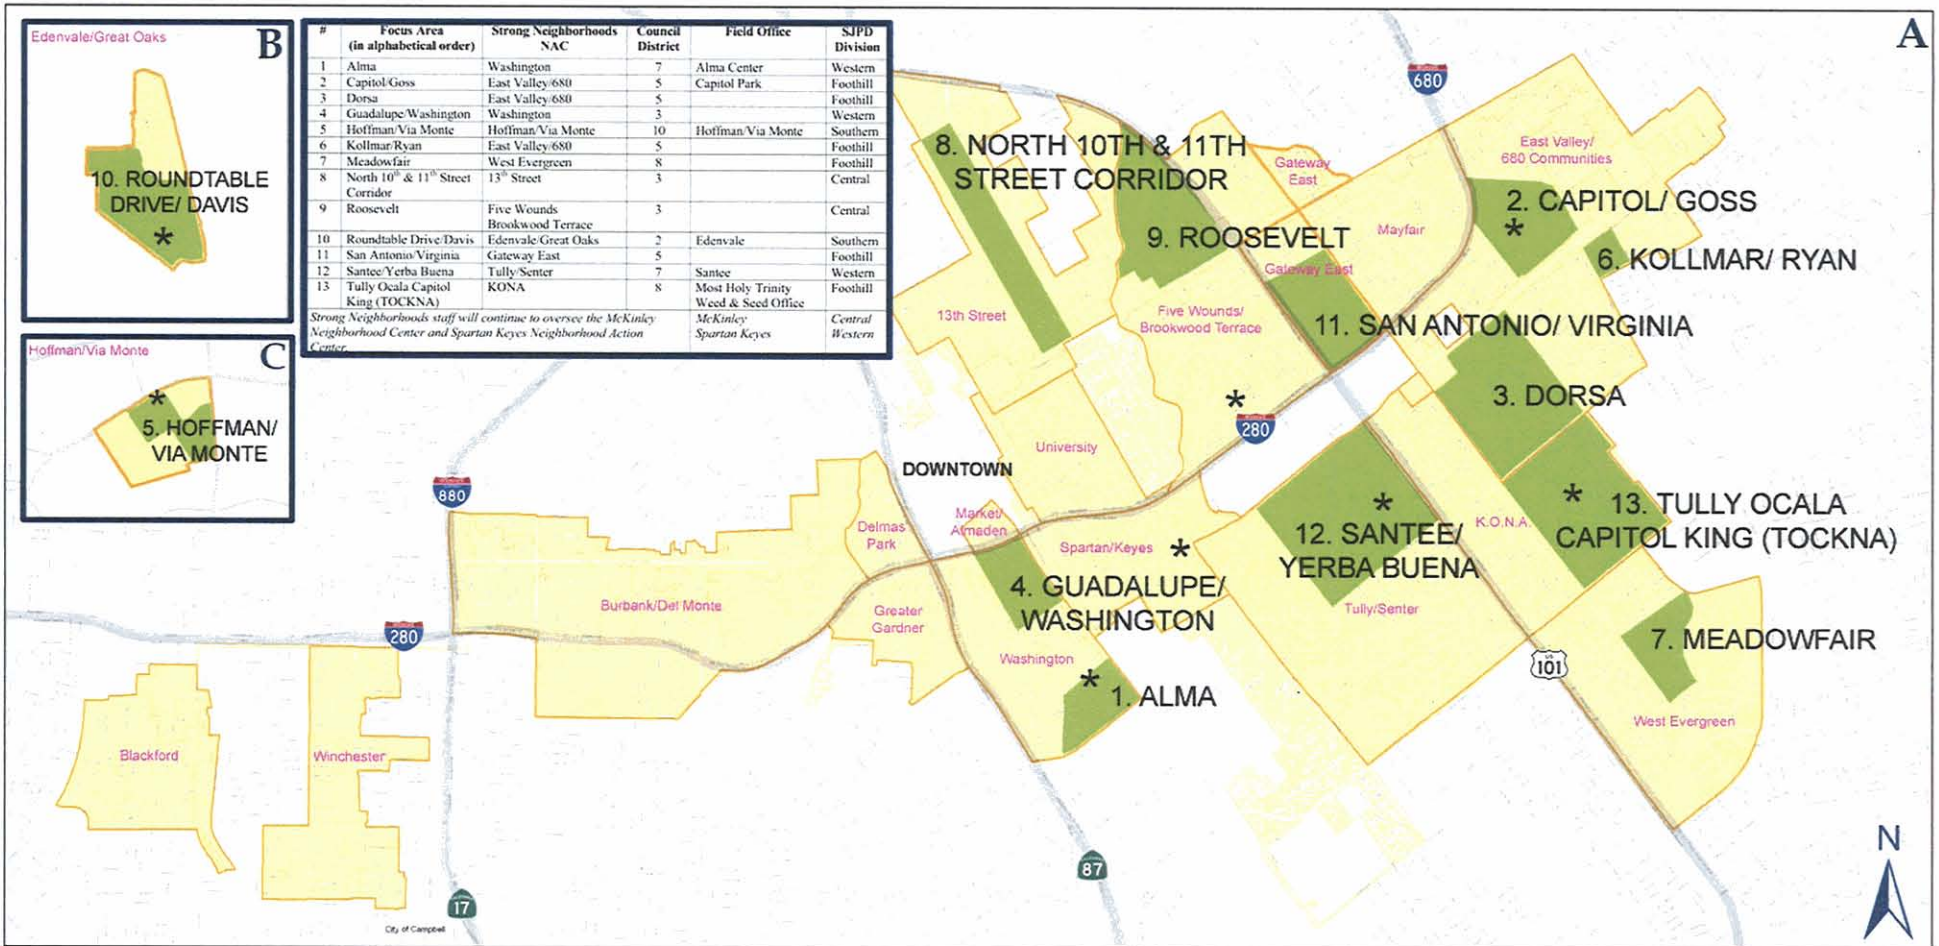 Edenvale/Great Oaks
B
10. ROUNDTABLE
DRIVE/ DAVIS
*
Hoffman/Via Monte
C
*
5. HOFFMAN/
VIA MONTE
# Focus Area Strong Neighborhoods Council Field Office SJPD
(in alphabetical order) NAC District Division
1 Alma Washington 7 Alma Center Western
2 Capitol/Goss East Valley/680 5 Capitol Park Foothill
3 Dorsa East Valley/680 5 Foothill
4 Guadalupe/Washington Washington 3 Western
5 Hoffman/Via Monte Hoffman/Via Monte 10 Hoffman/Via Monte Southern
6 Kollmar/Ryan East Valley/680 5 Foothill
7 Meadowfair West Evergreen 8 Foothill
8 North 10th & 11th Street 13th Street 3 Central
Corridor
9 Roosevelt Five Wounds 3 Central
Brookwood Terrace
10 Roundtable Drive/Davis Edenvale/Great Oaks 2 Edenvale Southern
11 San Antonio/Virginia Gateway East 5 Foothill
12 Santee/Yerba Buena Tully/Senter 7 Santee Western
13 Tully Ocala Capitol KONA 8 Most Holy Trinity Foothill
King (TOCKNA) Weed & Seed Office
Strong Neighborhoods staff will continue to oversee the McKinley McKinley Central
Neighborhood Center and Spartan Keyes Neighborhood Action Spartan Keyes Western
Center.
A
680
8. NORTH 10TH & 11TH
STREET CORRIDOR
Gateway
East
East Valley/
680 Communities
2. CAPITOL/ GOSS
*
Mayfair
9. ROOSEVELT
6. KOLLMAR/ RYAN
Gateway East
13th Street
Five Wounds/
Brookwood Terrace
11. SAN ANTONIO/ VIRGINIA
3. DORSA
*
280
University
DOWNTOWN
880
Delmas
Park
Market/
Almaden
Spartan/Keyes *
*
12. SANTEE/
YERBA BUENA
K.O.N.A.
* 13. TULLY OCALA
CAPITOL KING (TOCKNA)
4. GUADALUPE/
WASHINGTON
Burbank/Del Monte
Greater
Gardner
Tully/Senter
280
7. MEADOWFAIR
101
Washington
* 1. ALMA
West Evergreen
Blackford
Winchester
87
17
City of Campbell
N